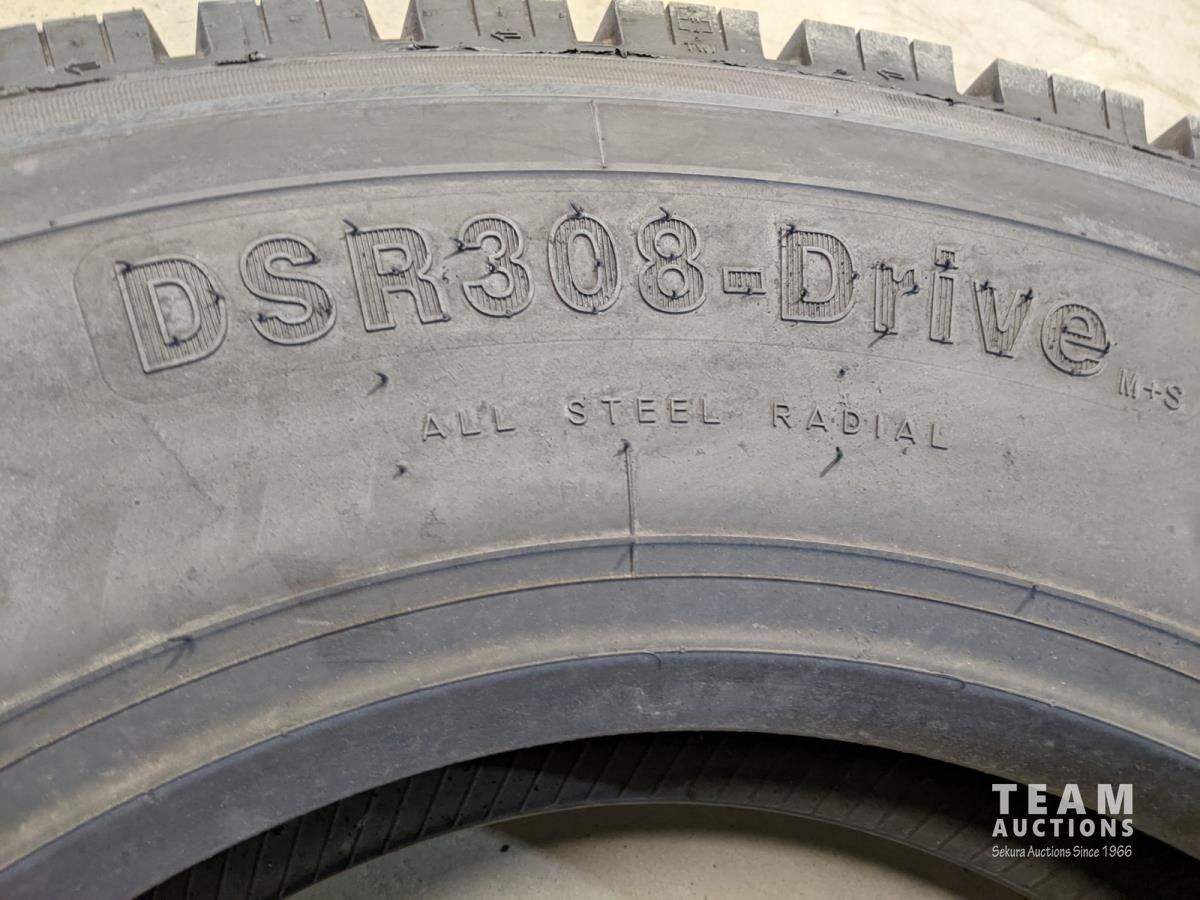 DSR308-Drive M+S
ALL STEEL RADIAL
TEAM
AUCTIONS
Sekura Auctions Since 1966